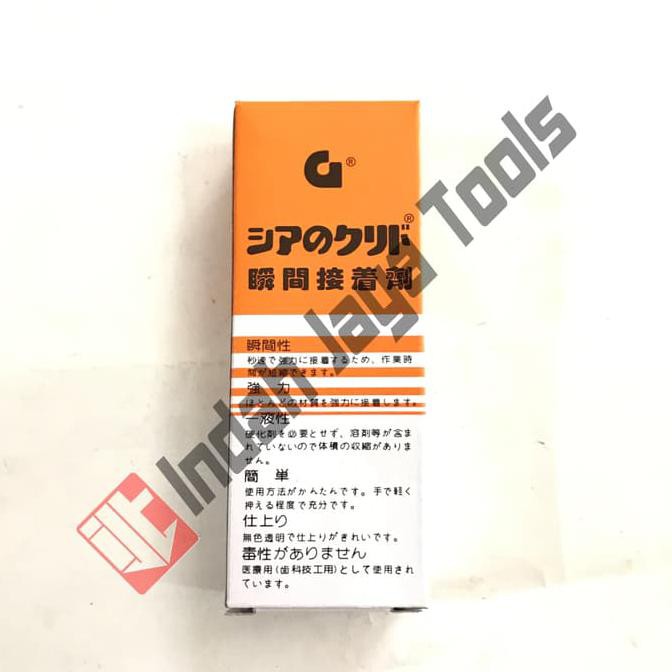 G®
シアのクリド®
瞬間接着剤
瞬間性
秒速で強力に接着するため、作業時
間が短縮できます。
強 力
ほとんどの材質を強力に接着します。
一液性
硬化剤を必要とせず、溶剤等が含ま
れていないので体積の収縮がありま
せん。
簡 単
使用方法がかんたんです。手で軽く
押える程度で充分です。
仕上り
無色透明で仕上りがきれいです。
毒性がありません
医療用(歯科技工用)として使用され
ています。
Indah Jaya Tools